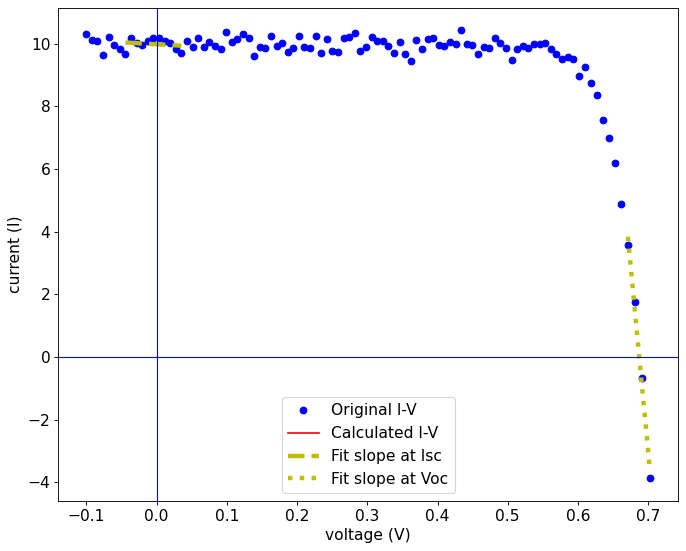 10
8
6
4
2
0
−2
−4
current (I)
Original I-V
Calculated I-V
Fit slope at Isc
Fit slope at Voc
−0.1 0.0 0.1 0.2 0.3 0.4 0.5 0.6 0.7
voltage (V)